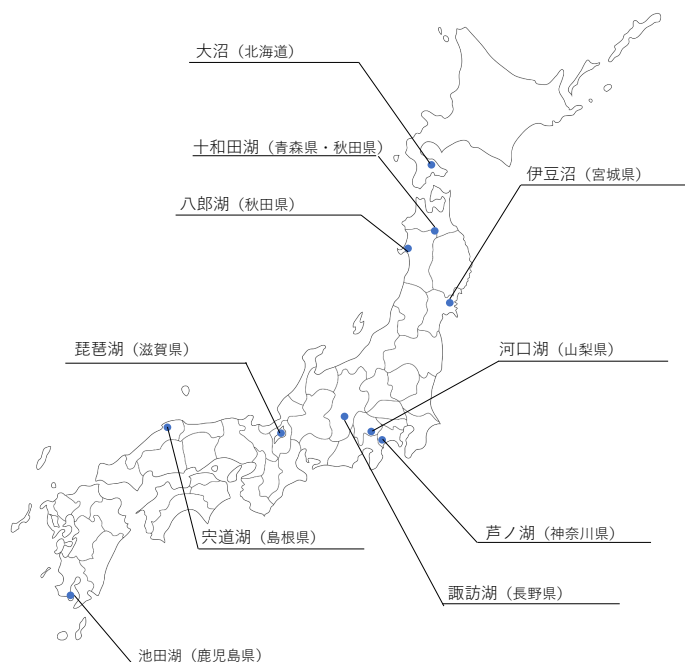 大沼（北海道）
十和田湖（青森県・秋田県）
伊豆沼（宮城県）
八郎湖（秋田県）
琵琶湖（滋賀県）
河口湖（山梨県）
宍道湖（島根県）
芦ノ湖（神奈川県）
諏訪湖（長野県）
池田湖（鹿児島県）